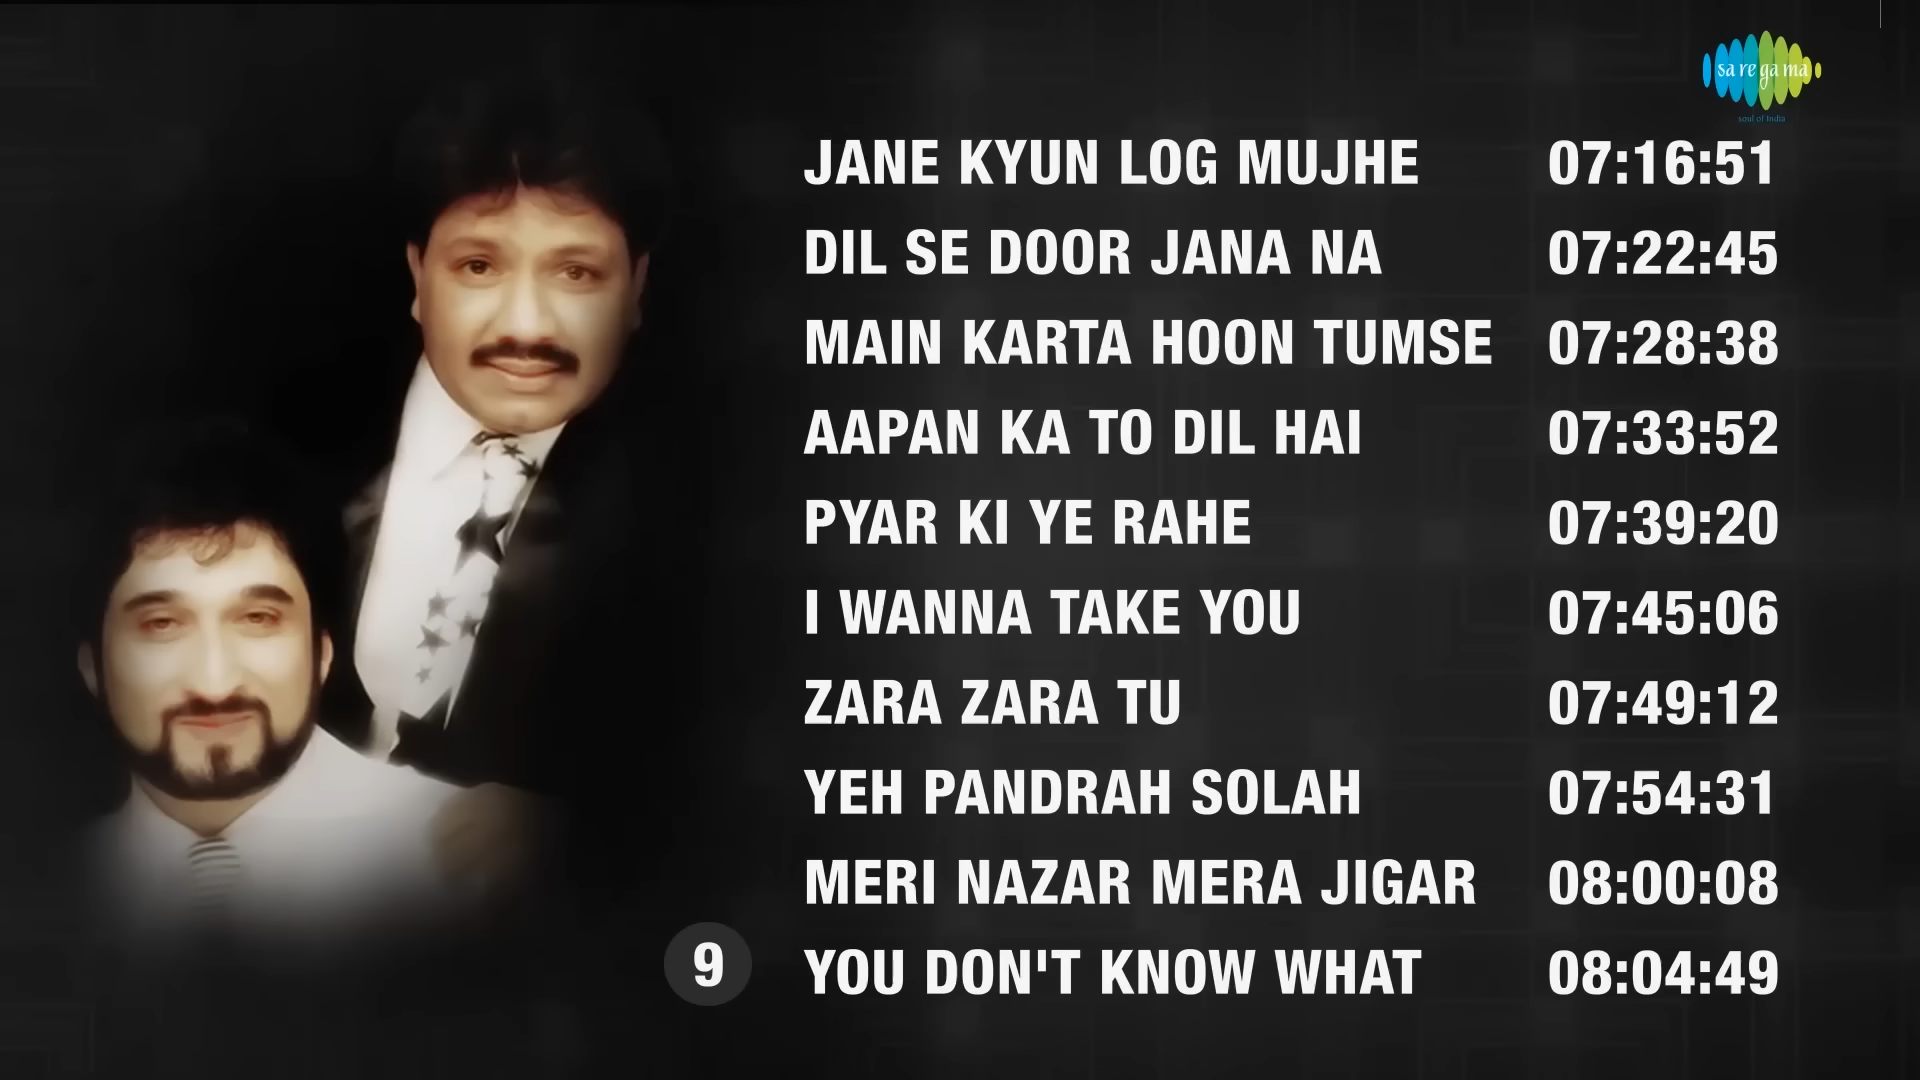 sa re ga ma
soul of India
JANE KYUN LOG MUJHE 07:16:51
DIL SE DOOR JANA NA 07:22:45
MAIN KARTA HOON TUMSE 07:28:38
AAPAN KA TO DIL HAI 07:33:52
PYAR KI YE RAHE 07:39:20
I WANNA TAKE YOU 07:45:06
ZARA ZARA TU 07:49:12
YEH PANDRAH SOLAH 07:54:31
MERI NAZAR MERA JIGAR 08:00:08
9 YOU DON'T KNOW WHAT 08:04:49